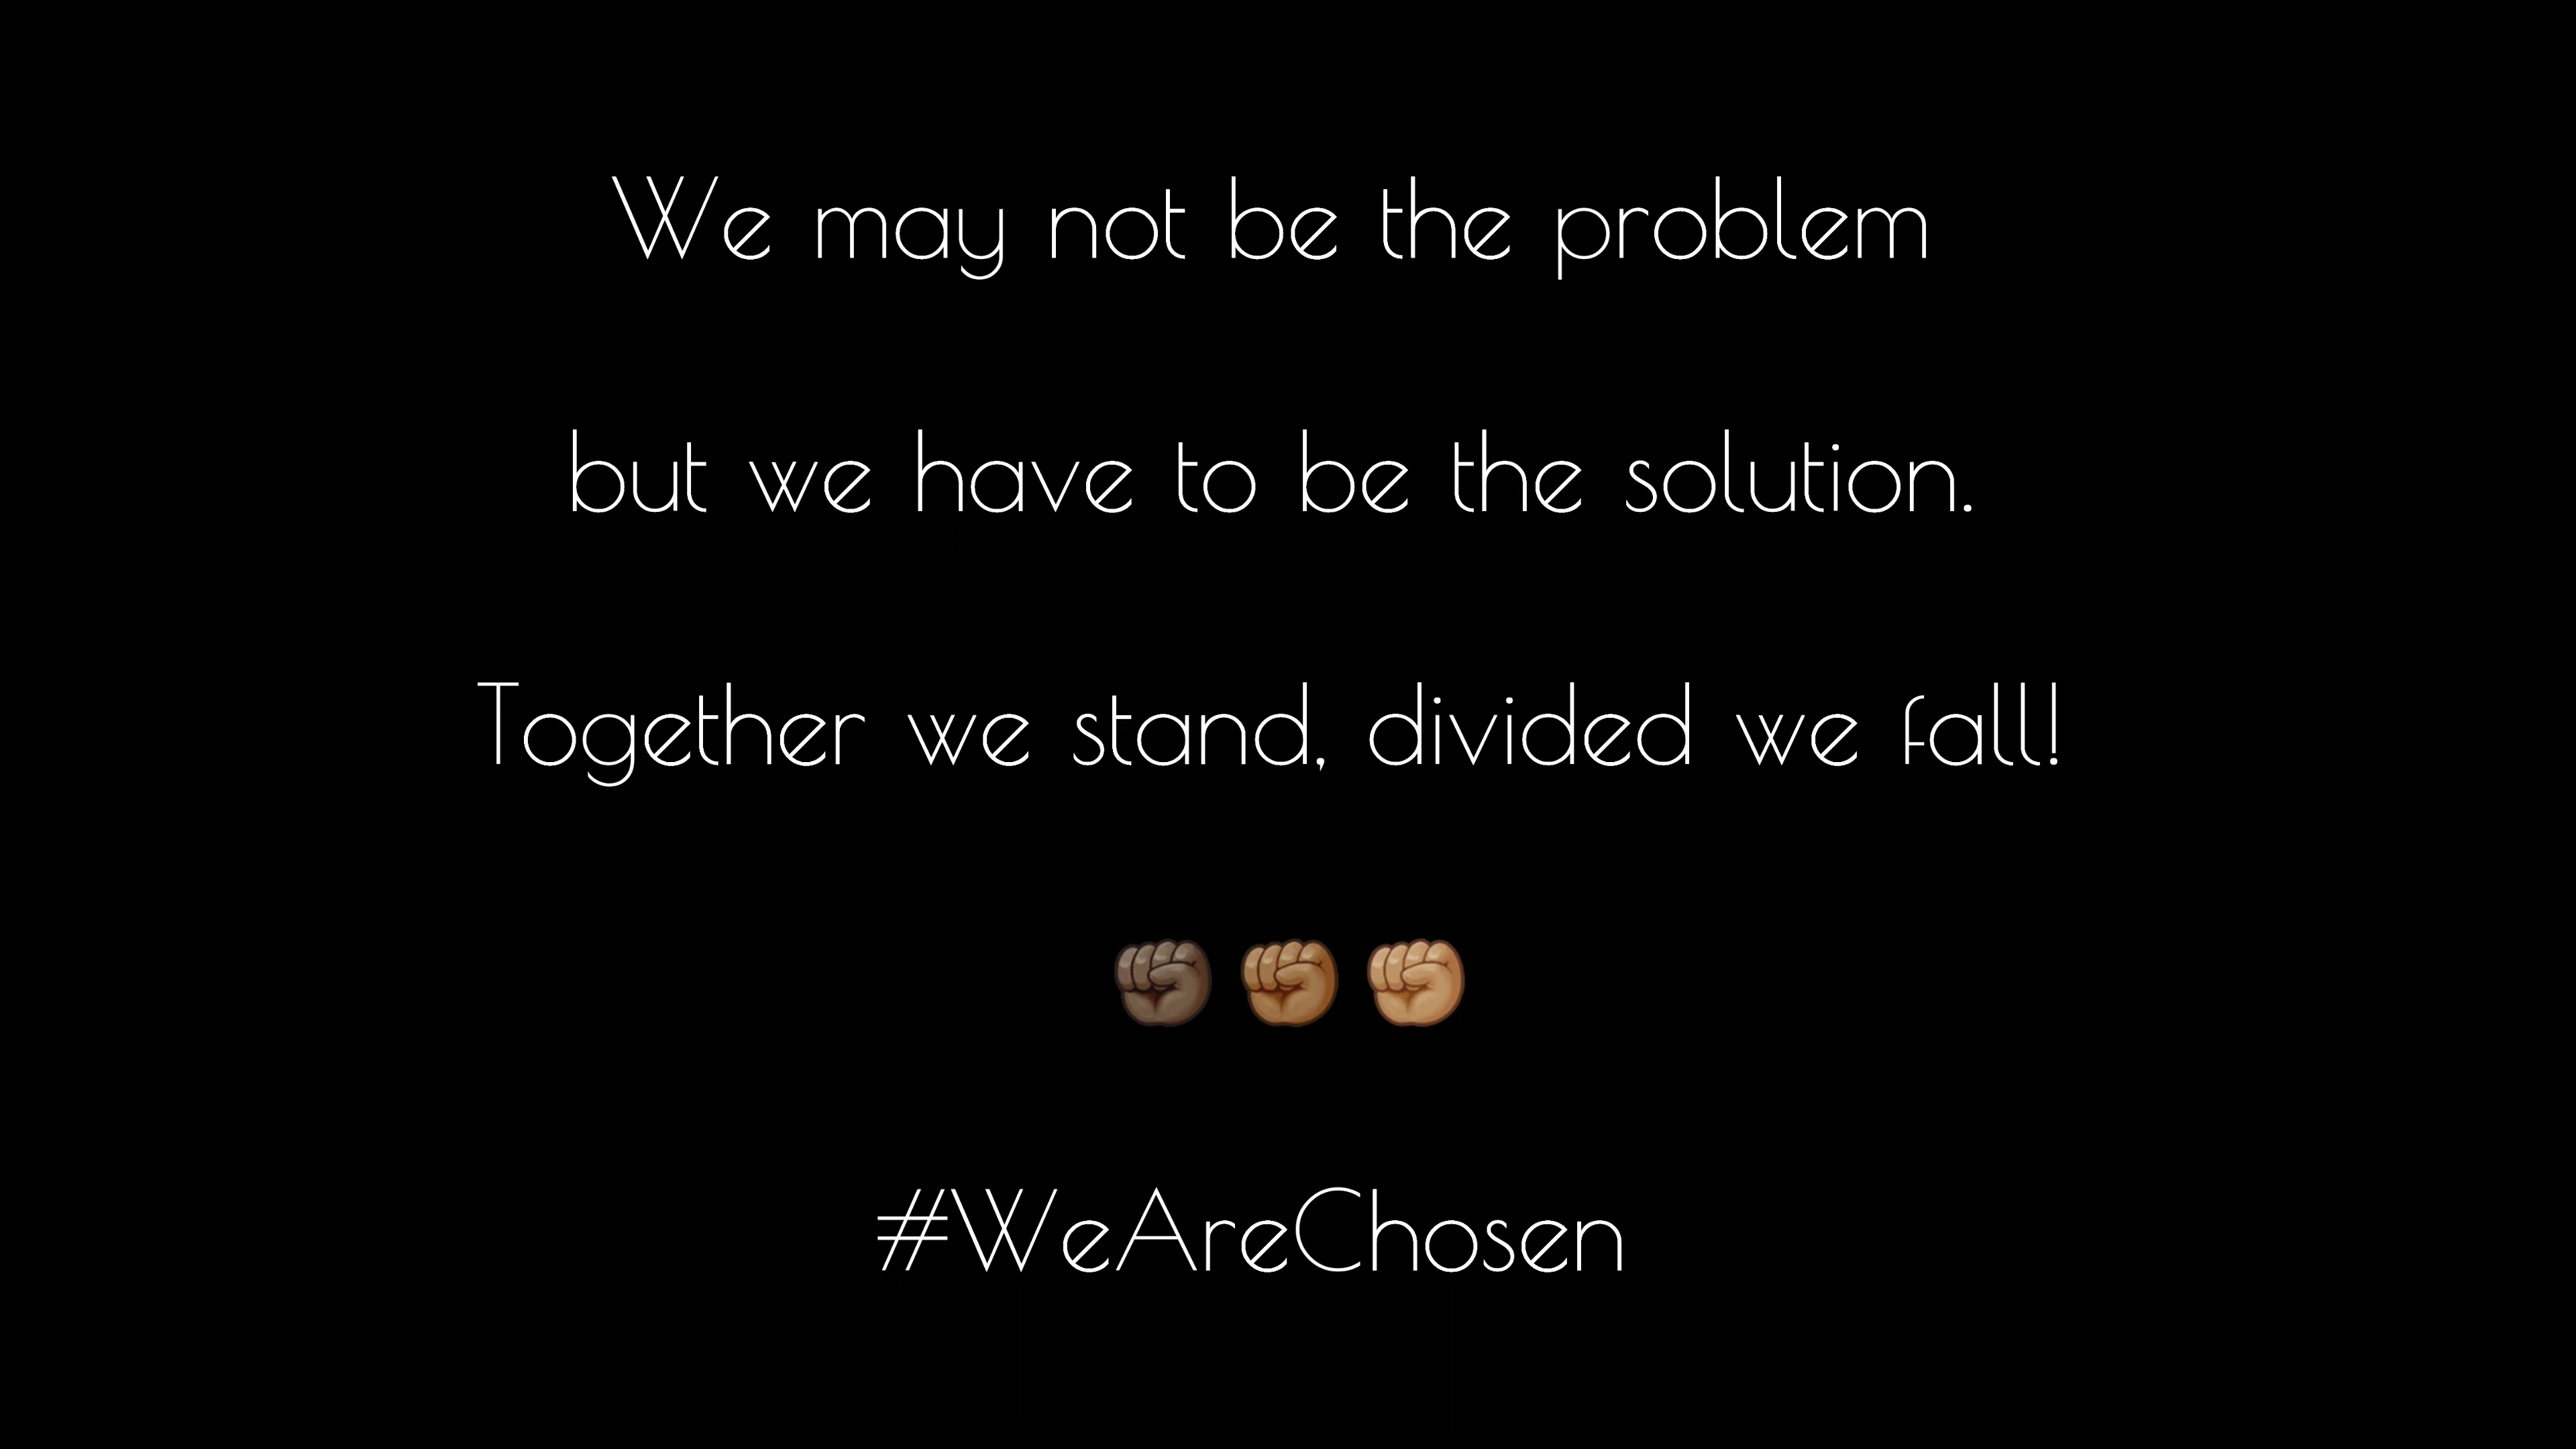 We may not be the problem
but we have to be the solution.
Together we stand, divided we fall!
✊🏿✊🏾✊🏼
#WeAreChosen